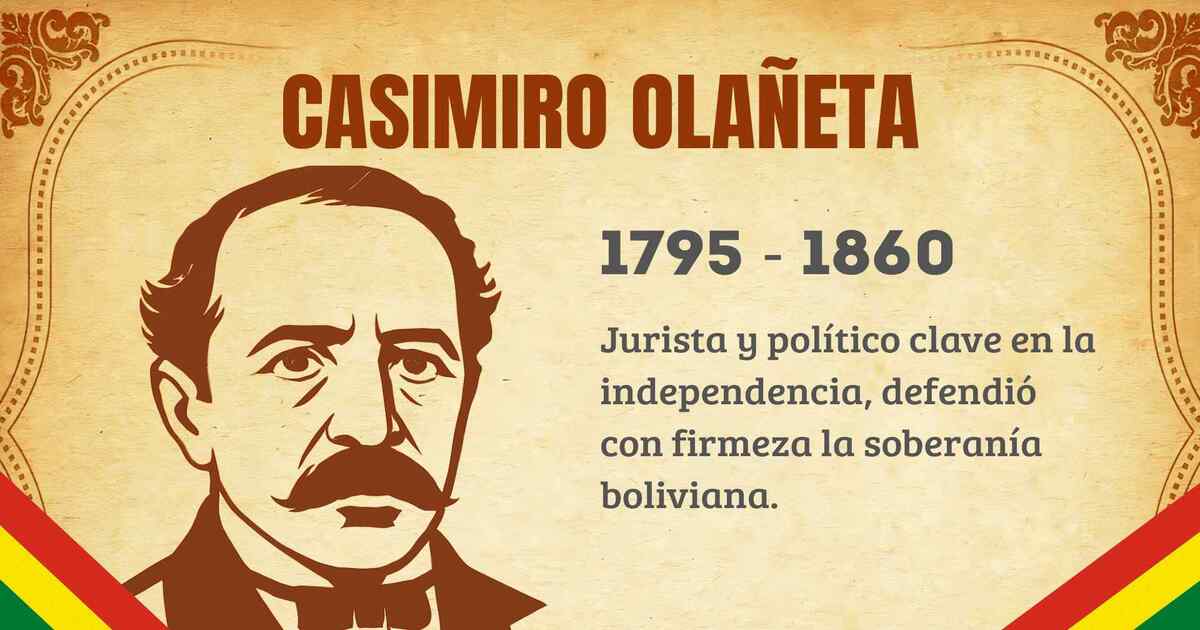 CASIMIRO OLAÑETA
1795 - 1860
Jurista y político clave en la
independencia, defendió
con firmeza la soberanía
boliviana.